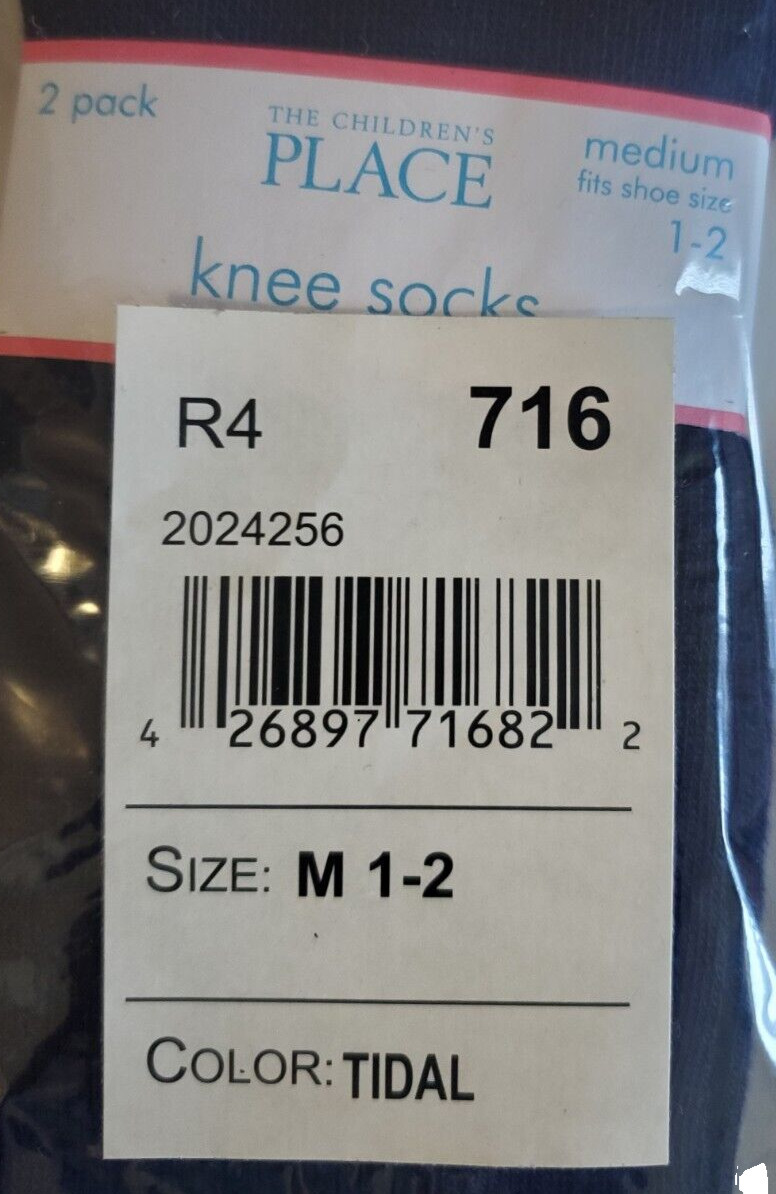 2 pack
THE CHILDREN'S
PLACE
medium
fits shoe size
1-2
knee socks
R4 716
2024256
4 26897 71682 2
SIZE: M 1-2
COLOR: TIDAL